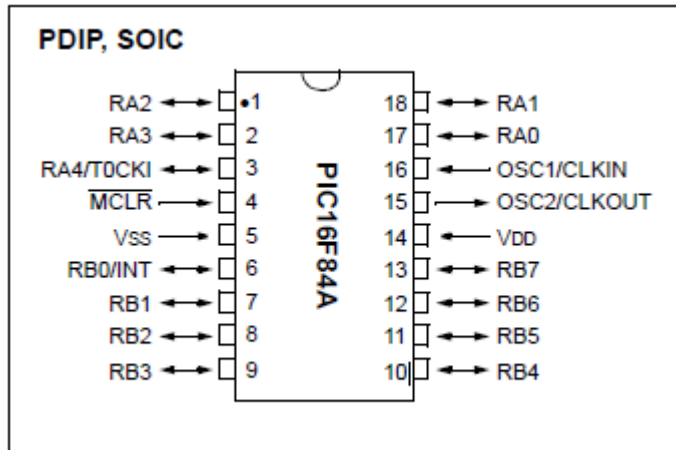 PDIP, SOIC
RA2 •1 18 RA1
RA3 2 17 RA0
RA4/T0CKI 3 16 OSC1/CLKIN
MCLR 4 15 OSC2/CLKOUT
VSS 5 14 VDD
RB0/INT 6 13 RB7
RB1 7 12 RB6
RB2 8 11 RB5
RB3 9 10 RB4
PIC16F84A